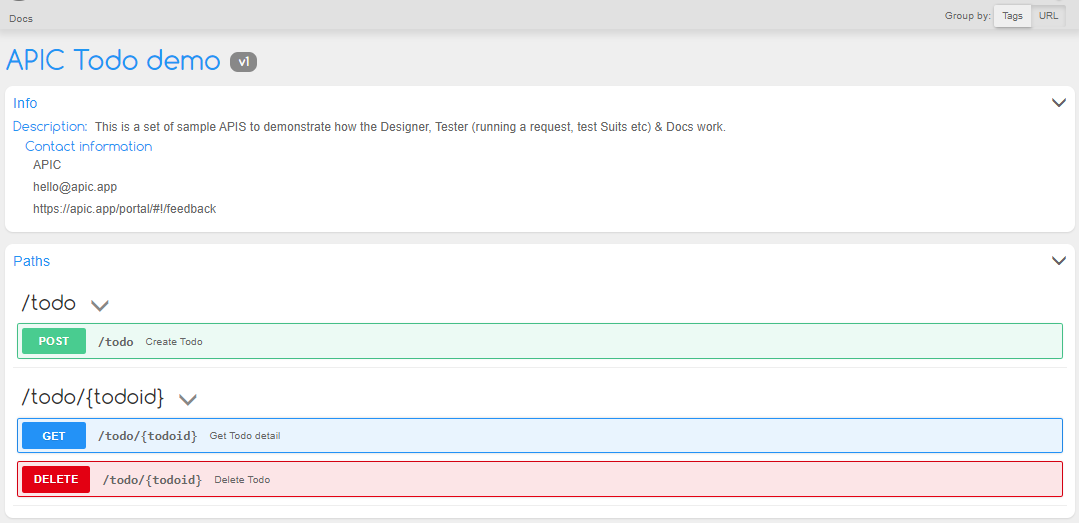 Docs
Group by: Tags URL
APIC Todo demo v1
Info
Description: This is a set of sample APIS to demonstrate how the Designer, Tester (running a request, test Suits etc) & Docs work.
Contact information
APIC
hello@apic.app
https://apic.app/portal/#!/feedback
Paths
/todo
POST /todo Create Todo
/todo/{todoid}
GET /todo/{todoid} Get Todo detail
DELETE /todo/{todoid} Delete Todo